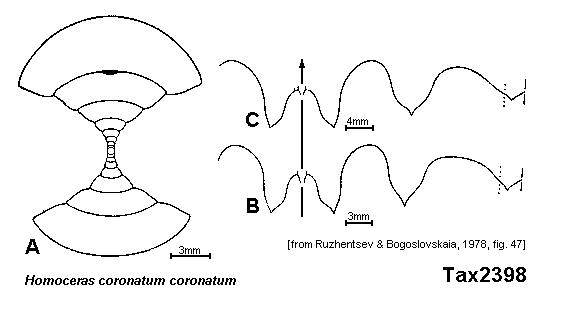 C
4mm
B
3mm
A
3mm
[from Ruzhentsev & Bogoslovskaia, 1978, fig. 47]
Homoceras coronatum coronatum
Tax2398